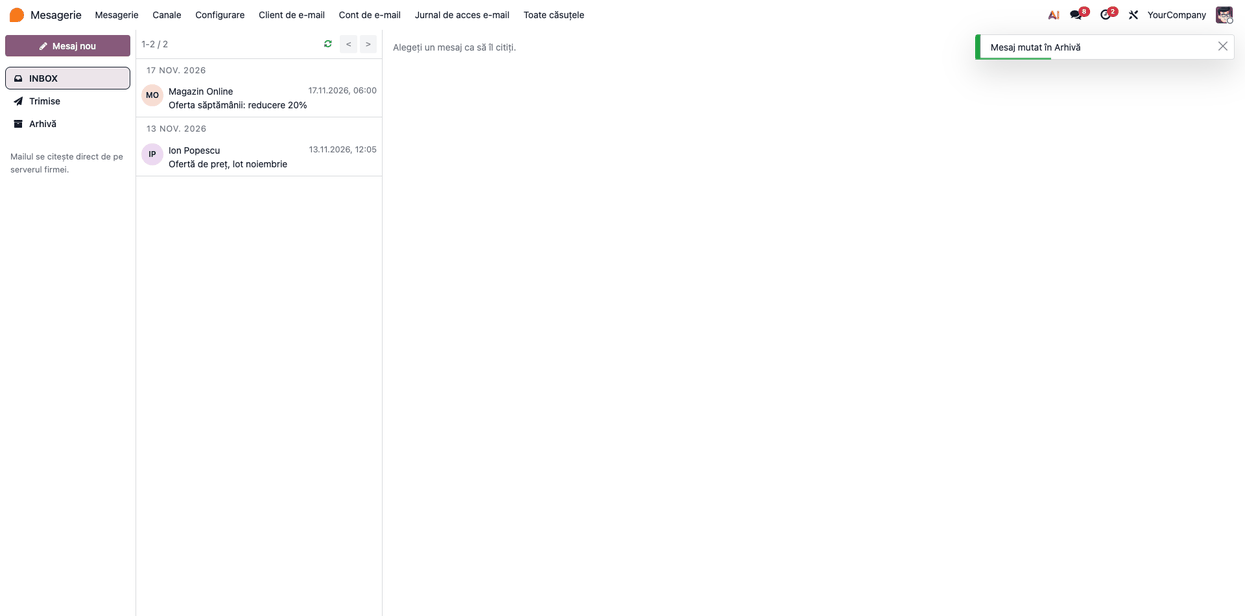 Mesagerie
Mesagerie Canale Configurare Client de e-mail Cont de e-mail Jurnal de acces e-mail Toate căsuțele
AI 8 2 YourCompany
Mesaj nou
INBOX
Trimise
Arhivă
Mailul se citește direct de pe
serverul firmei.
1-2 / 2
< >
17 NOV. 2026
MO
Magazin Online 17.11.2026, 06:00
Oferta săptămânii: reducere 20%
13 NOV. 2026
IP
Ion Popescu 13.11.2026, 12:05
Ofertă de preț, lot noiembrie
Alegeți un mesaj ca să îl citiți.
Mesaj mutat în Arhivă